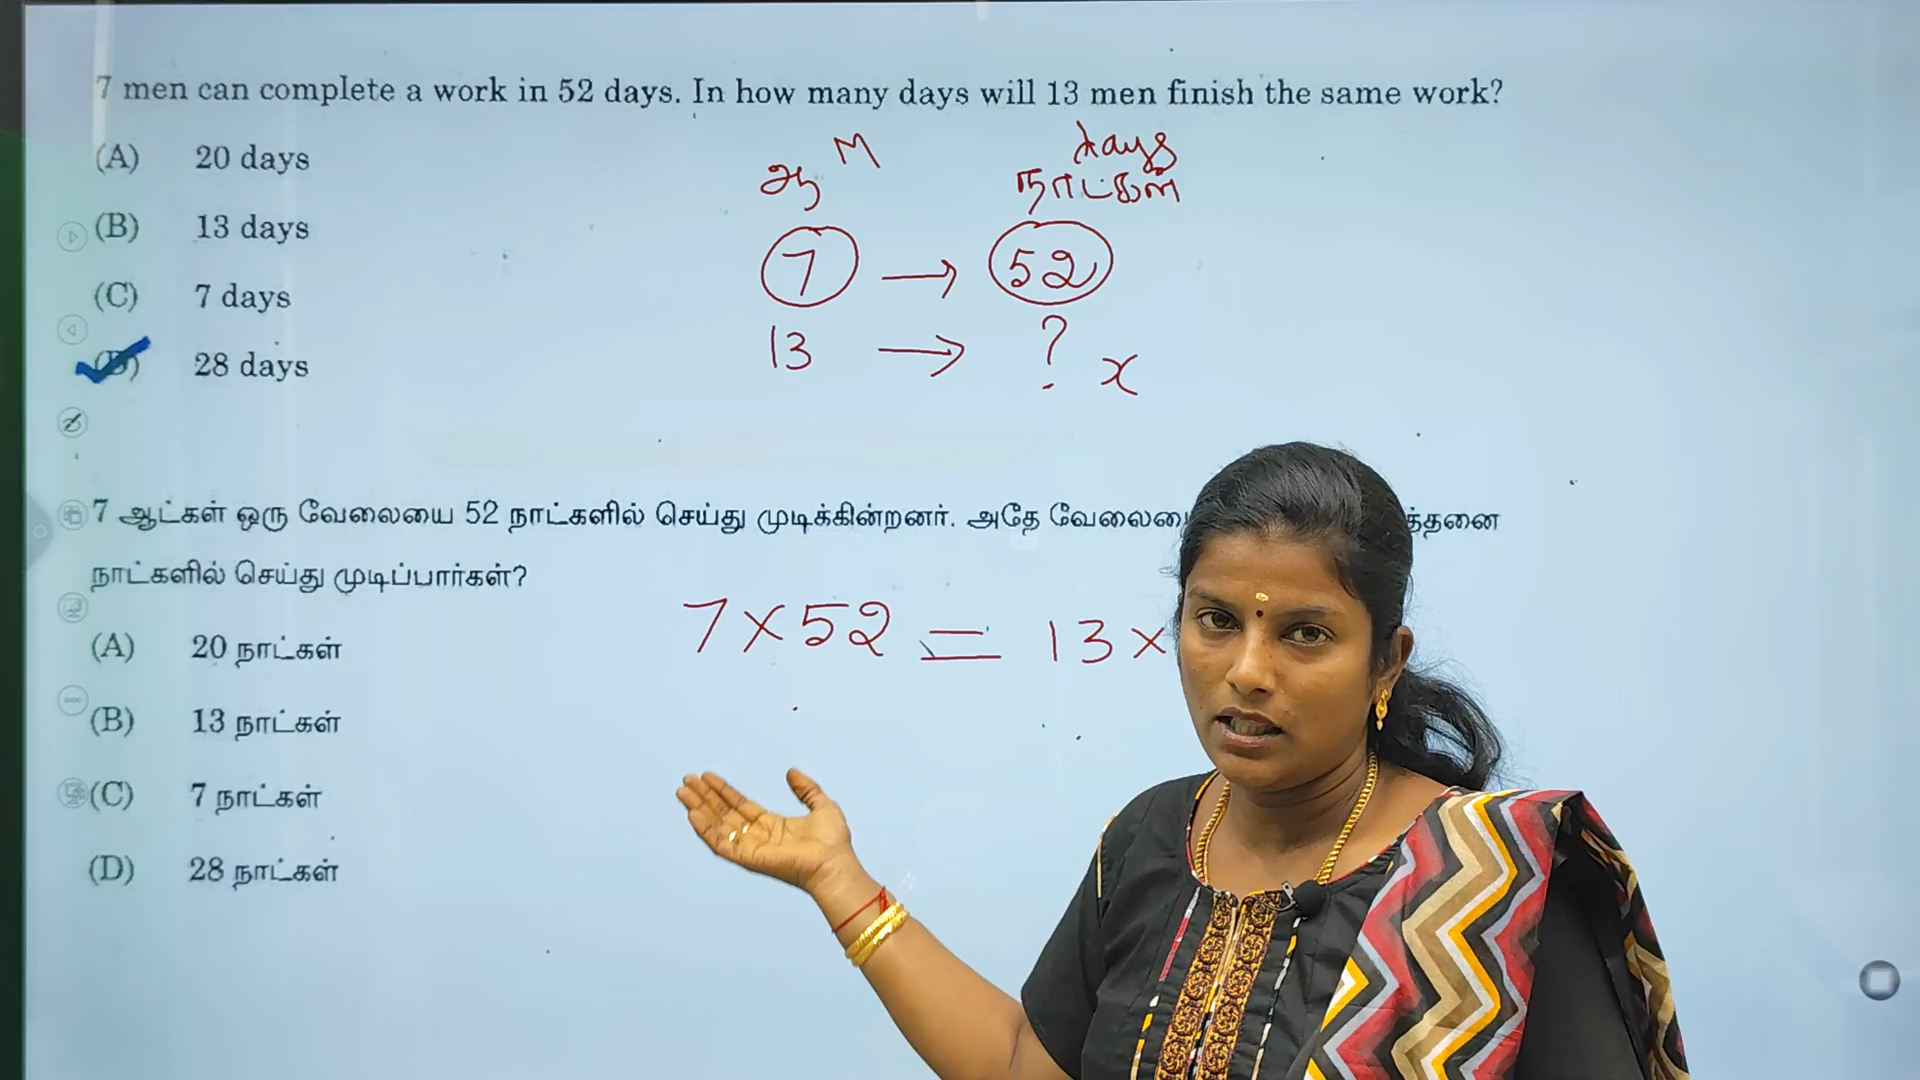 7 men can complete a work in 52 days. In how many days will 13 men finish the same work?
(A) 20 days
(B) 13 days
(C) 7 days
(D) 28 days
ஆ M days
நாட்கள்
7 → 52
13 → ? x
7 ஆட்கள் ஒரு வேலையை 52 நாட்களில் செய்து முடிக்கின்றனர். அதே
நாட்களில் செய்து முடிப்பார்கள்?
7 × 52 = 13 ×
(A) 20 நாட்கள்
(B) 13 நாட்கள்
(C) 7 நாட்கள்
(D) 28 நாட்கள்